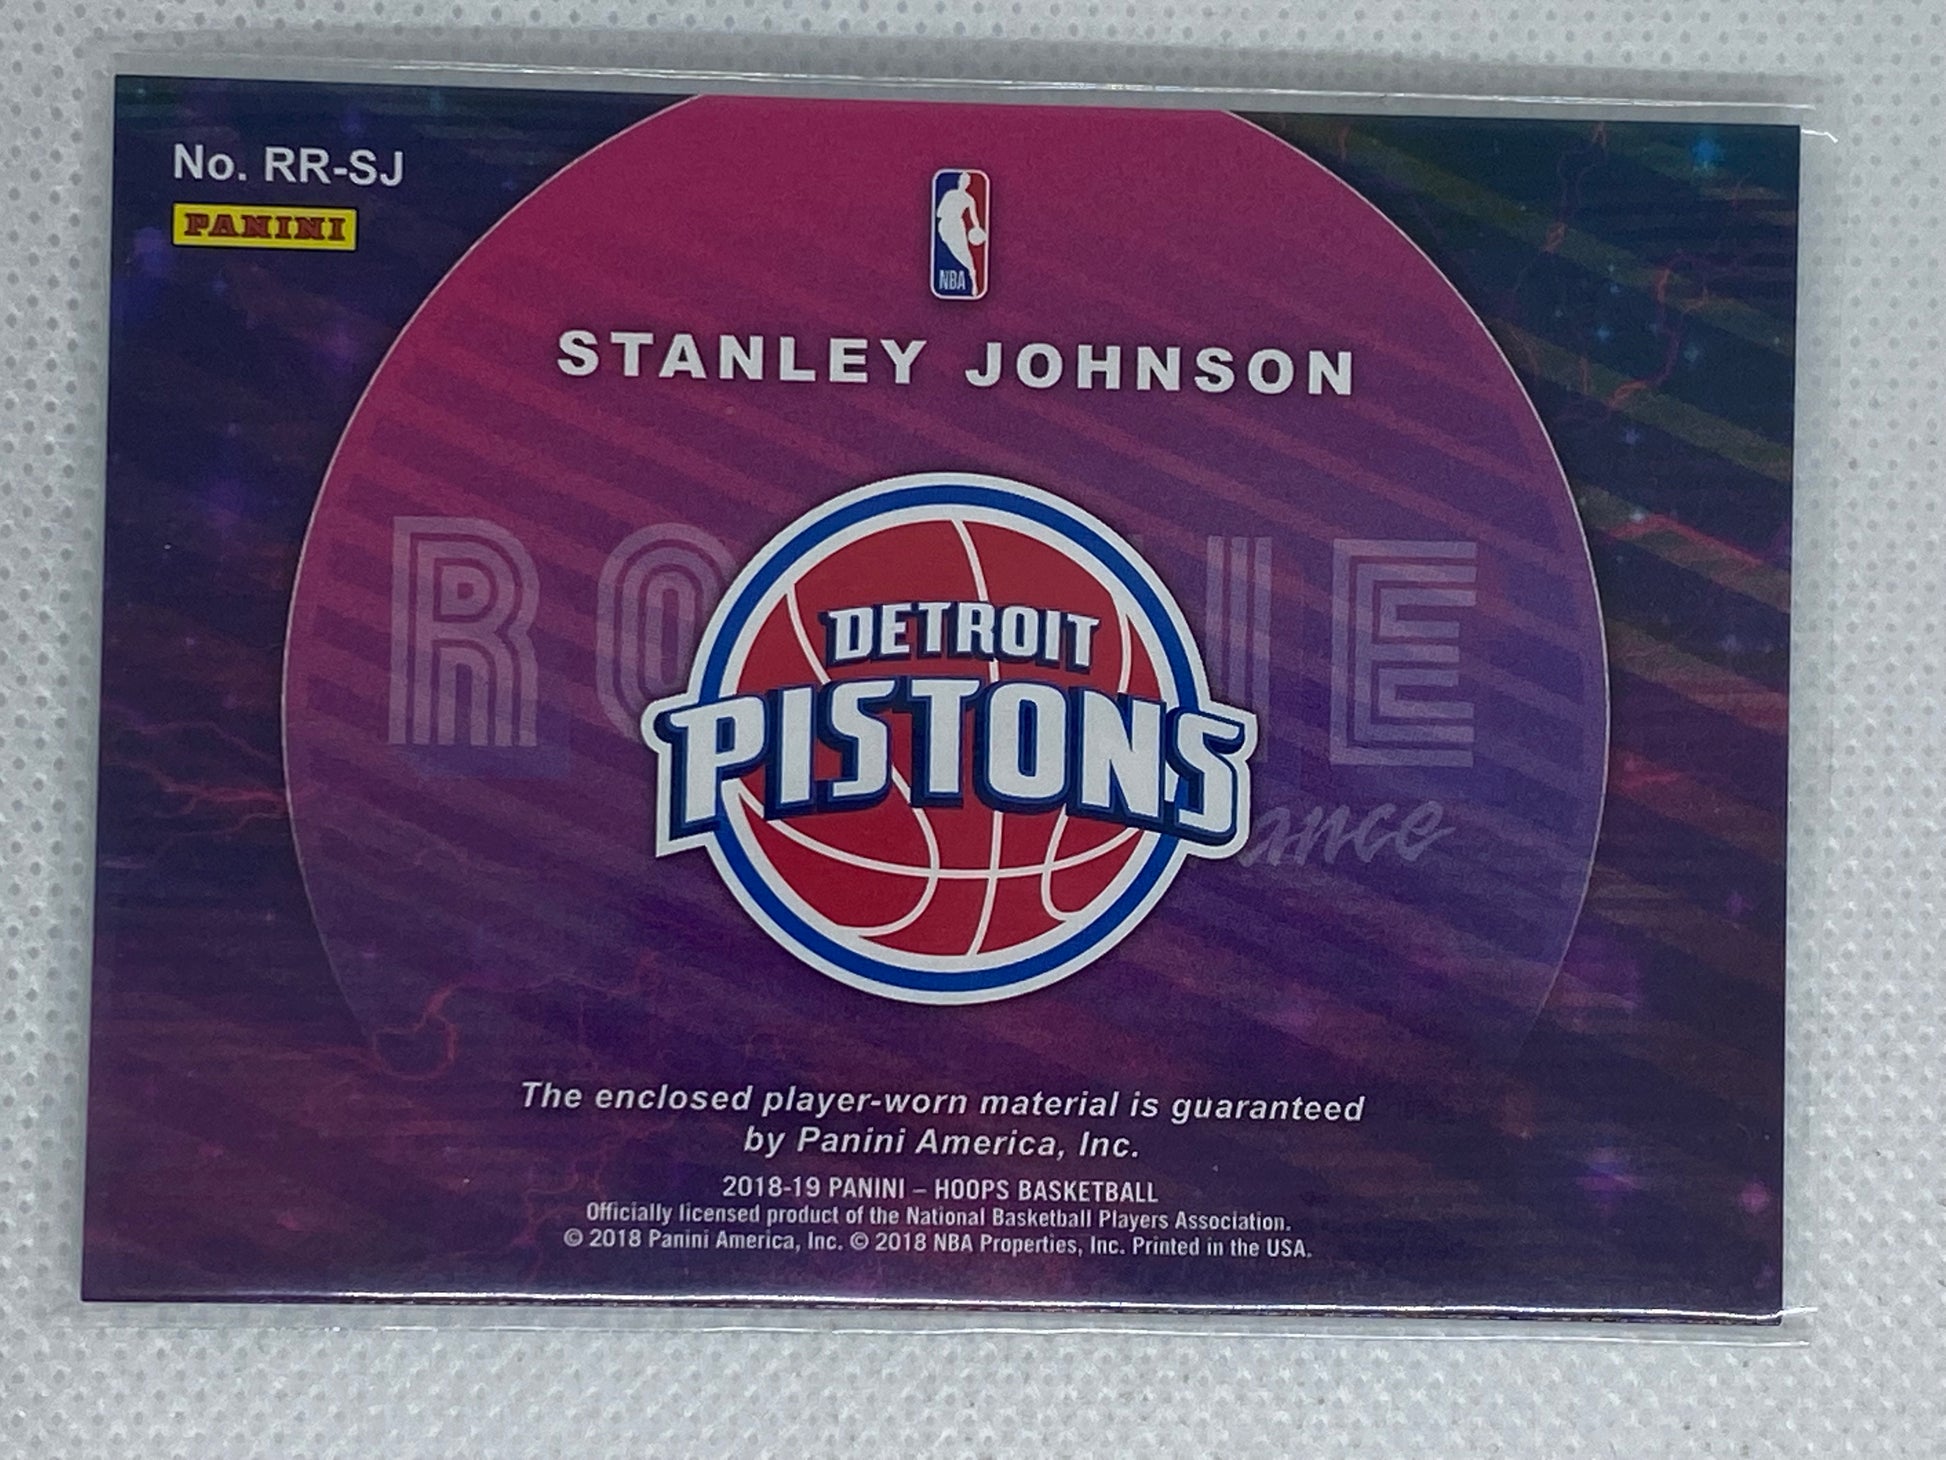 No. RR-SJ
PANINI
NBA
STANLEY JOHNSON
DETROIT
PISTONS
The enclosed player-worn material is guaranteed
by Panini America, Inc.
2018-19 PANINI – HOOPS BASKETBALL
Officially licensed product of the National Basketball Players Association.
© 2018 Panini America, Inc. © 2018 NBA Properties, Inc. Printed in the USA.